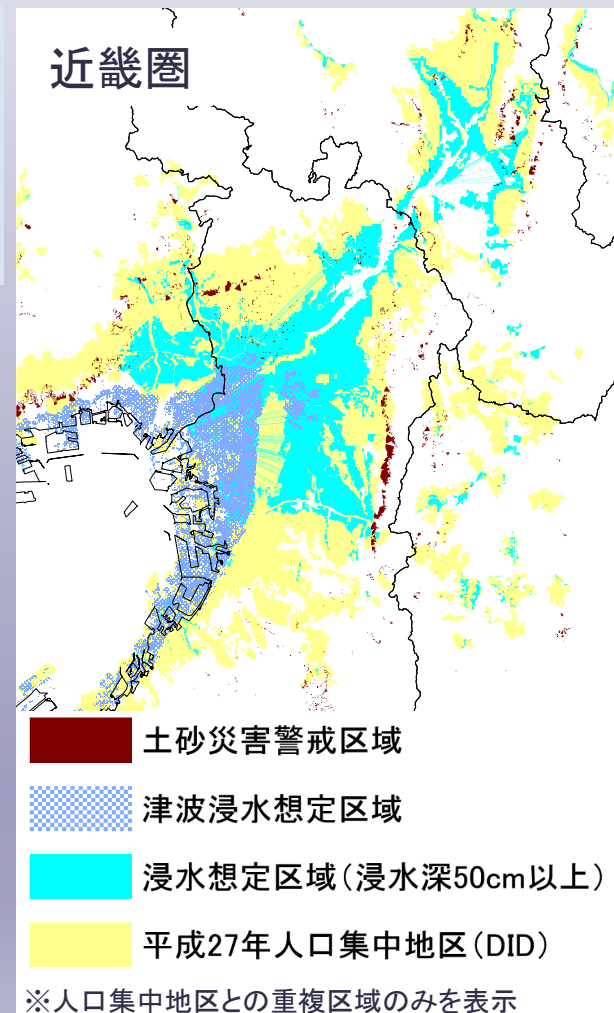 近畿圏
土砂災害警戒区域
津波浸水想定区域
浸水想定区域（浸水深50cm以上）
平成27年人口集中地区（DID）
※人口集中地区との重複区域のみを表示